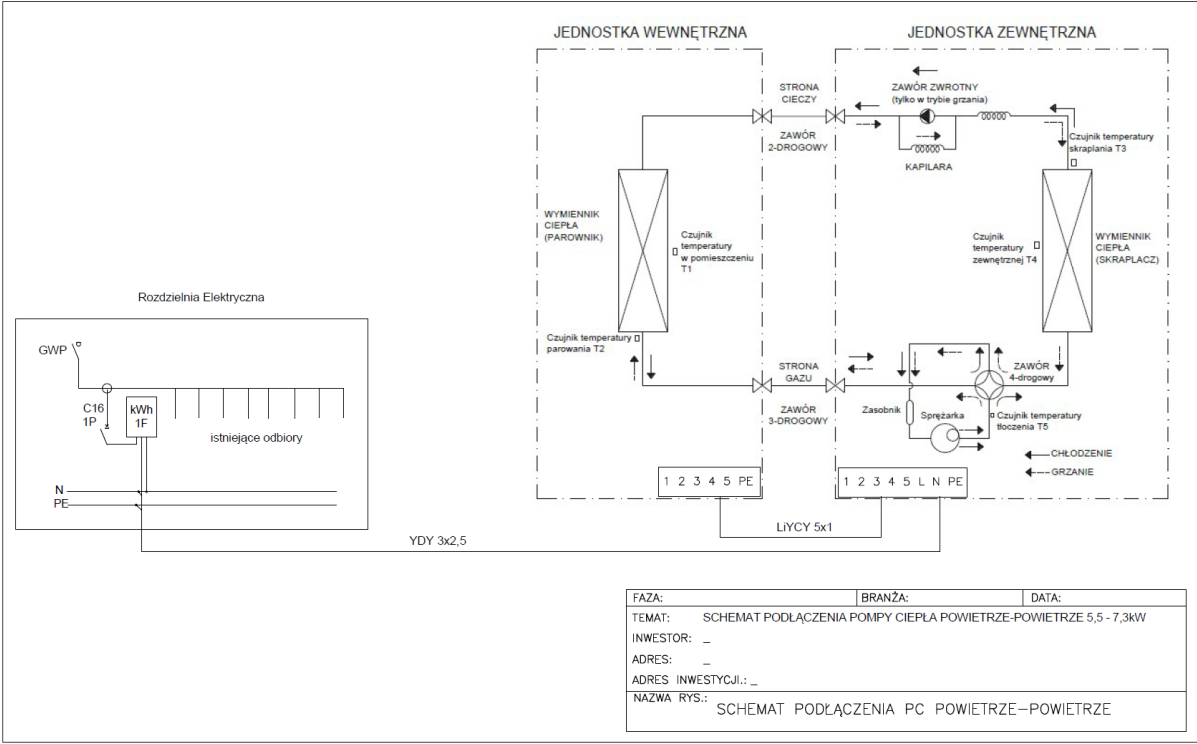 JEDNOSTKA WEWNĘTRZNA
JEDNOSTKA ZEWNĘTRZNA
STRONA
CIECZY
ZAWÓR
2-DROGOWY
ZAWÓR ZWROTNY
(tylko w trybie grzania)
KAPILARA
Czujnik temperatury
skraplania T3
WYMIENNIK
CIEPŁA
(PAROWNIK)
Czujnik
temperatury
w pomieszczeniu
T1
Czujnik
temperatury
zewnętrznej T4
WYMIENNIK
CIEPŁA
(SKRAPLACZ)
Czujnik temperatury
parowania T2
STRONA
GAZU
ZAWÓR
3-DROGOWY
ZAWÓR
4-drogowy
Zasobnik
Sprężarka
Czujnik temperatury
tłoczenia T5
CHŁODZENIE
GRZANIE
1 2 3 4 5 PE
1 2 3 4 5 L N PE
LiYCY 5x1
YDY 3x2,5
Rozdzielnia Elektryczna
GWP
C16
1P
kWh
1F
istniejące odbiory
N
PE
FAZA:
BRANŻA:
DATA:
TEMAT: SCHEMAT PODŁĄCZENIA POMPY CIEPŁA POWIETRZE-POWIETRZE 5,5 - 7,3kW
INWESTOR: _
ADRES: _
ADRES INWESTYCJI.: _
NAZWA RYS.:
SCHEMAT PODŁĄCZENIA PC POWIETRZE-POWIETRZE